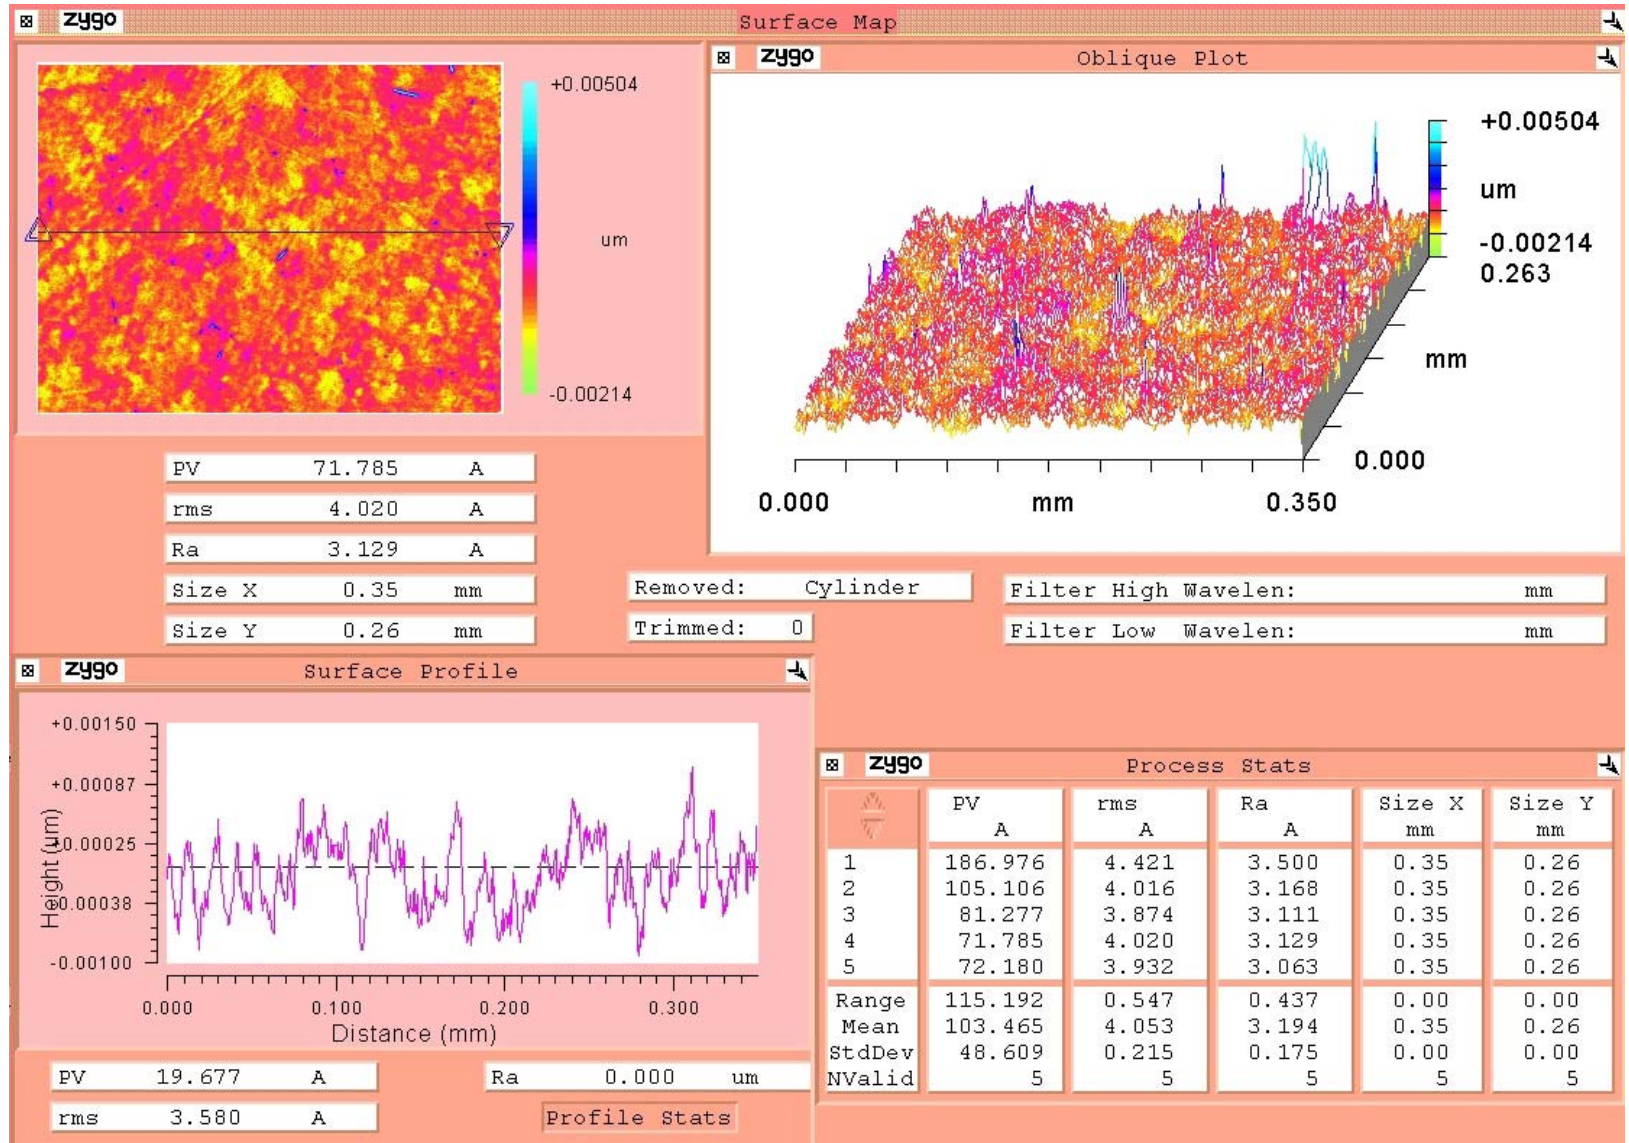 zygo Surface Map
+0.00504
um
-0.00214
zygo Oblique Plot
+0.00504
um
-0.00214
0.263
mm
0.000
0.000 mm 0.350
PV 71.785 A
rms 4.020 A
Ra 3.129 A
Size X 0.35 mm
Size Y 0.26 mm
Removed: Cylinder
Trimmed: 0
Filter High Wavelen: mm
Filter Low Wavelen: mm
zygo Surface Profile
+0.00150
+0.00087
+0.00025
-0.00038
-0.00100
Height (um)
0.000 0.100 0.200 0.300
Distance (mm)
PV 19.677 A
rms 3.580 A
Ra 0.000 um
Profile Stats
zygo Process Stats
PV rms Ra Size X Size Y
A A A mm mm
1 186.976 4.421 3.500 0.35 0.26
2 105.106 4.016 3.168 0.35 0.26
3 81.277 3.874 3.111 0.35 0.26
4 71.785 4.020 3.129 0.35 0.26
5 72.180 3.932 3.063 0.35 0.26
Range 115.192 0.547 0.437 0.00 0.00
Mean 103.465 4.053 3.194 0.35 0.26
StdDev 48.609 0.215 0.175 0.00 0.00
NValid 5 5 5 5 5